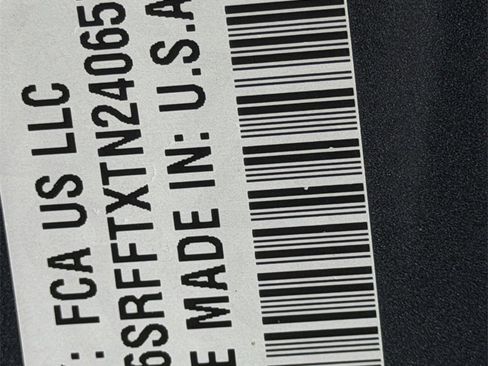 : FCA US LLC
6SRFFTXTN24065
E MADE IN: U.S.A